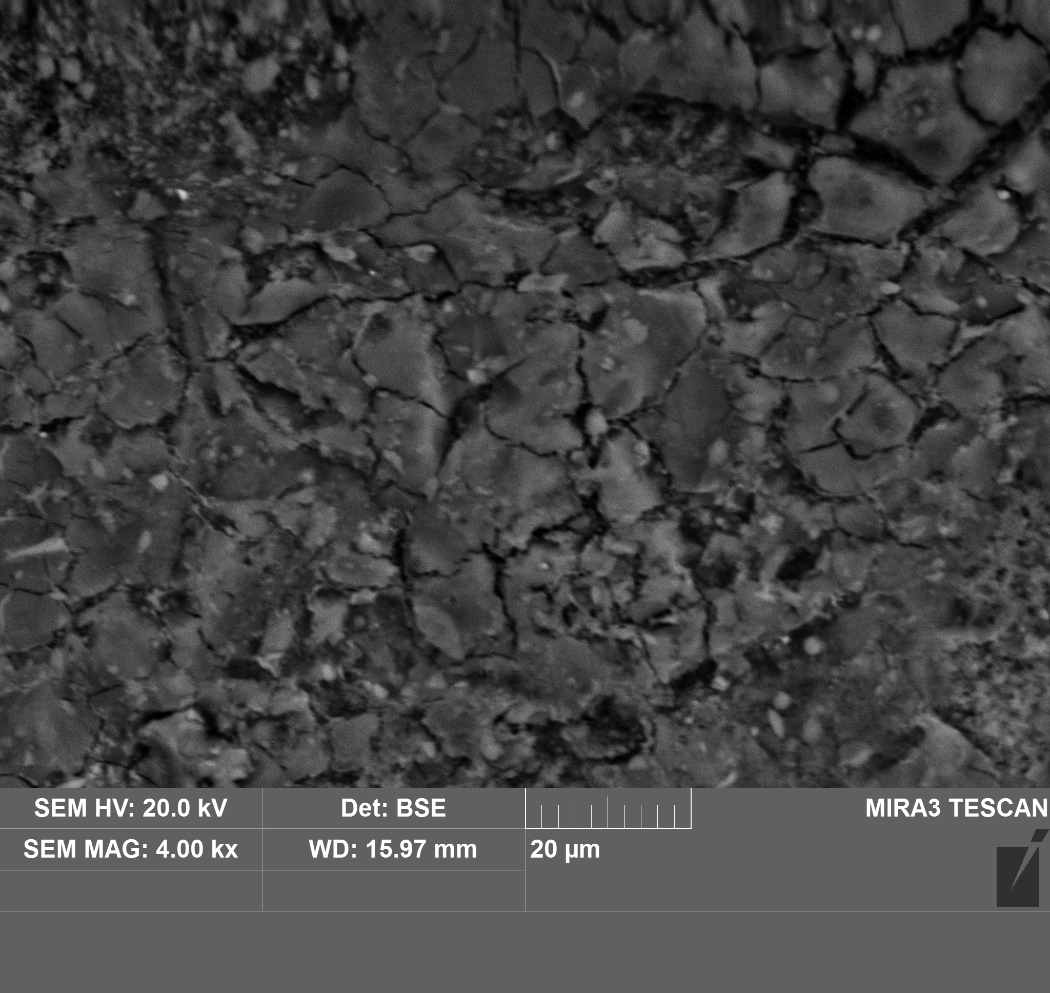 SEM HV: 20.0 kV Det: BSE MIRA3 TESCAN
SEM MAG: 4.00 kx WD: 15.97 mm 20 µm